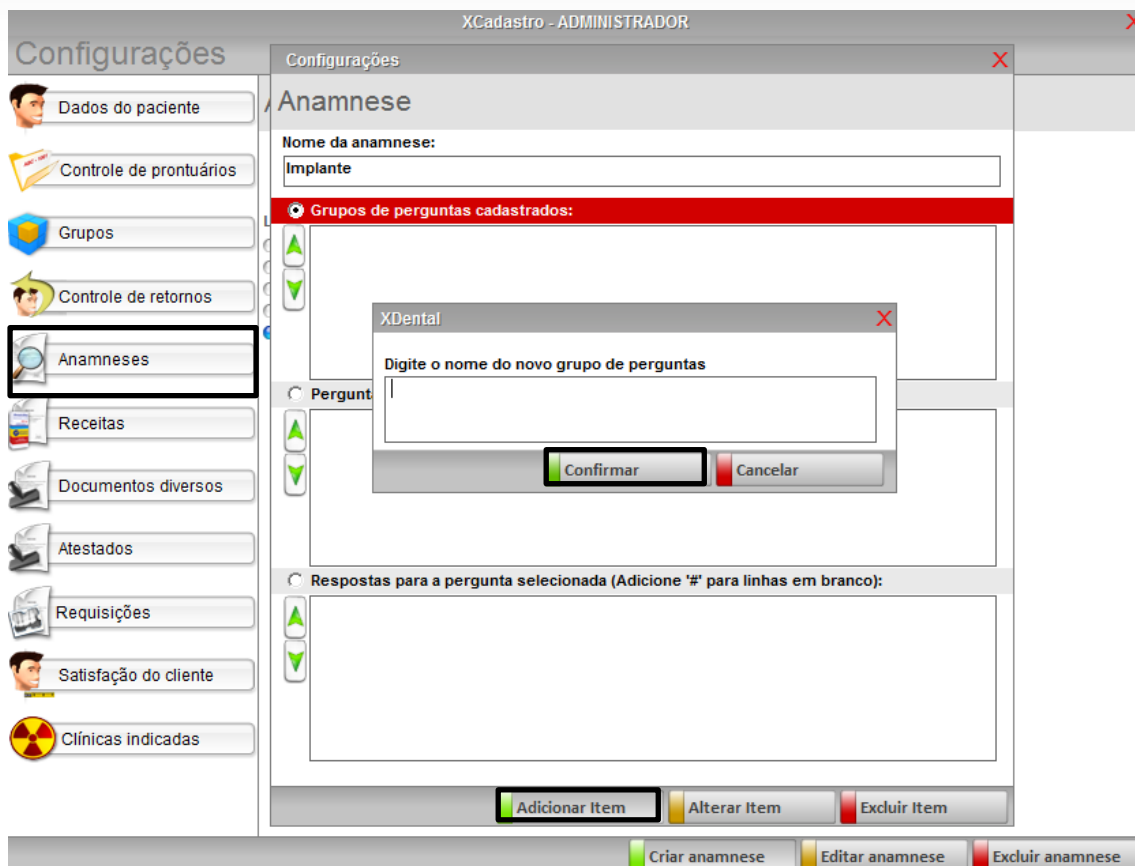 XCadastro - ADMINISTRADOR
X
Configurações
Dados do paciente
Controle de prontuários
Grupos
Controle de retornos
Anamneses
Receitas
Documentos diversos
Atestados
Requisições
Satisfação do cliente
Clínicas indicadas
Configurações
X
Anamnese
Nome da anamnese:
Implante
Grupos de perguntas cadastrados:
XDental
X
Digite o nome do novo grupo de perguntas
Confirmar
Cancelar
Respostas para a pergunta selecionada (Adicione '#' para linhas em branco):
Adicionar Item
Alterar Item
Excluir Item
Criar anamnese
Editar anamnese
Excluir anamnese